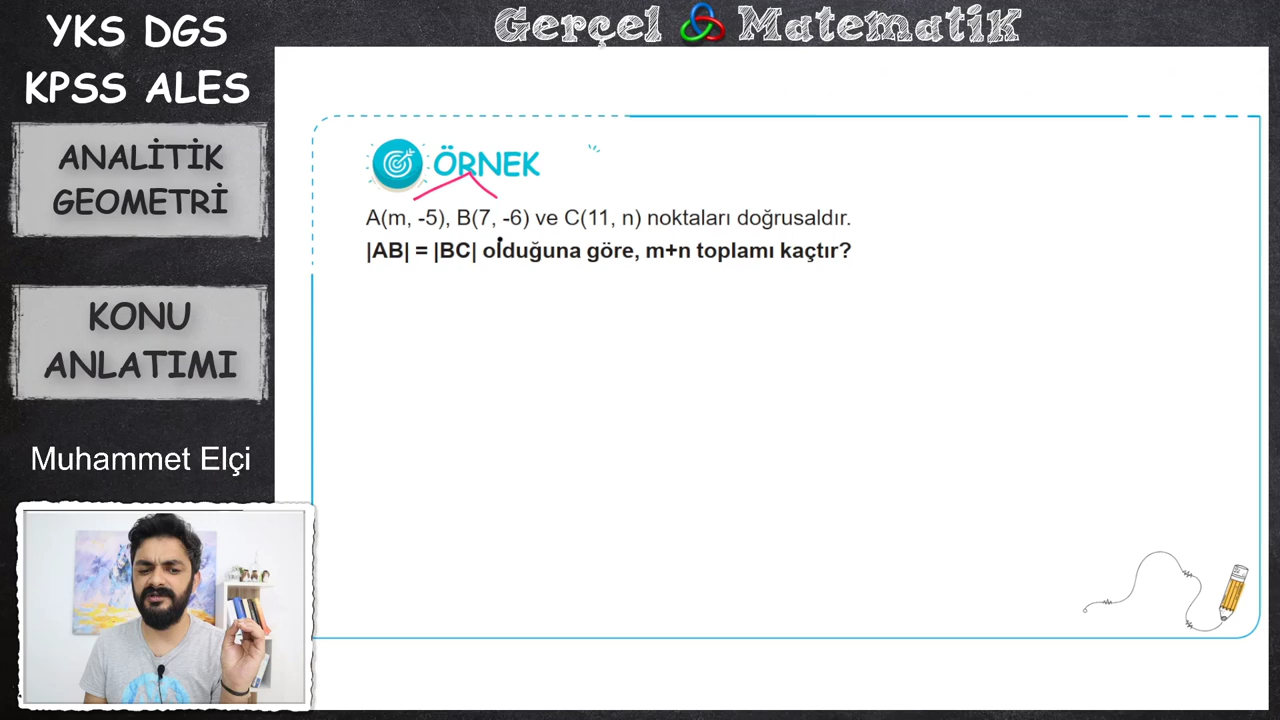 YKS DGS
KPSS ALES
Gerçel Matematik
ANALİTİK
GEOMETRİ
KONU
ANLATIMI
Muhammet Elçi
ÖRNEK
A(m, -5), B(7, -6) ve C(11, n) noktaları doğrusaldır.
|AB| = |BC| olduğuna göre, m+n toplamı kaçtır?